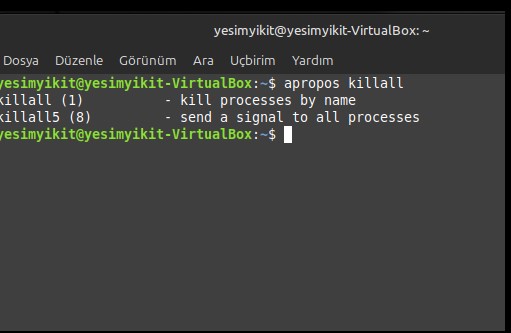 yesimyikit@yesimyikit-VirtualBox: ~
Dosya Düzenle Görünüm Ara Uçbirim Yardım
yesimyikit@yesimyikit-VirtualBox:~$ apropos killall
killall (1)          - kill processes by name
killall5 (8)         - send a signal to all processes
yesimyikit@yesimyikit-VirtualBox:~$